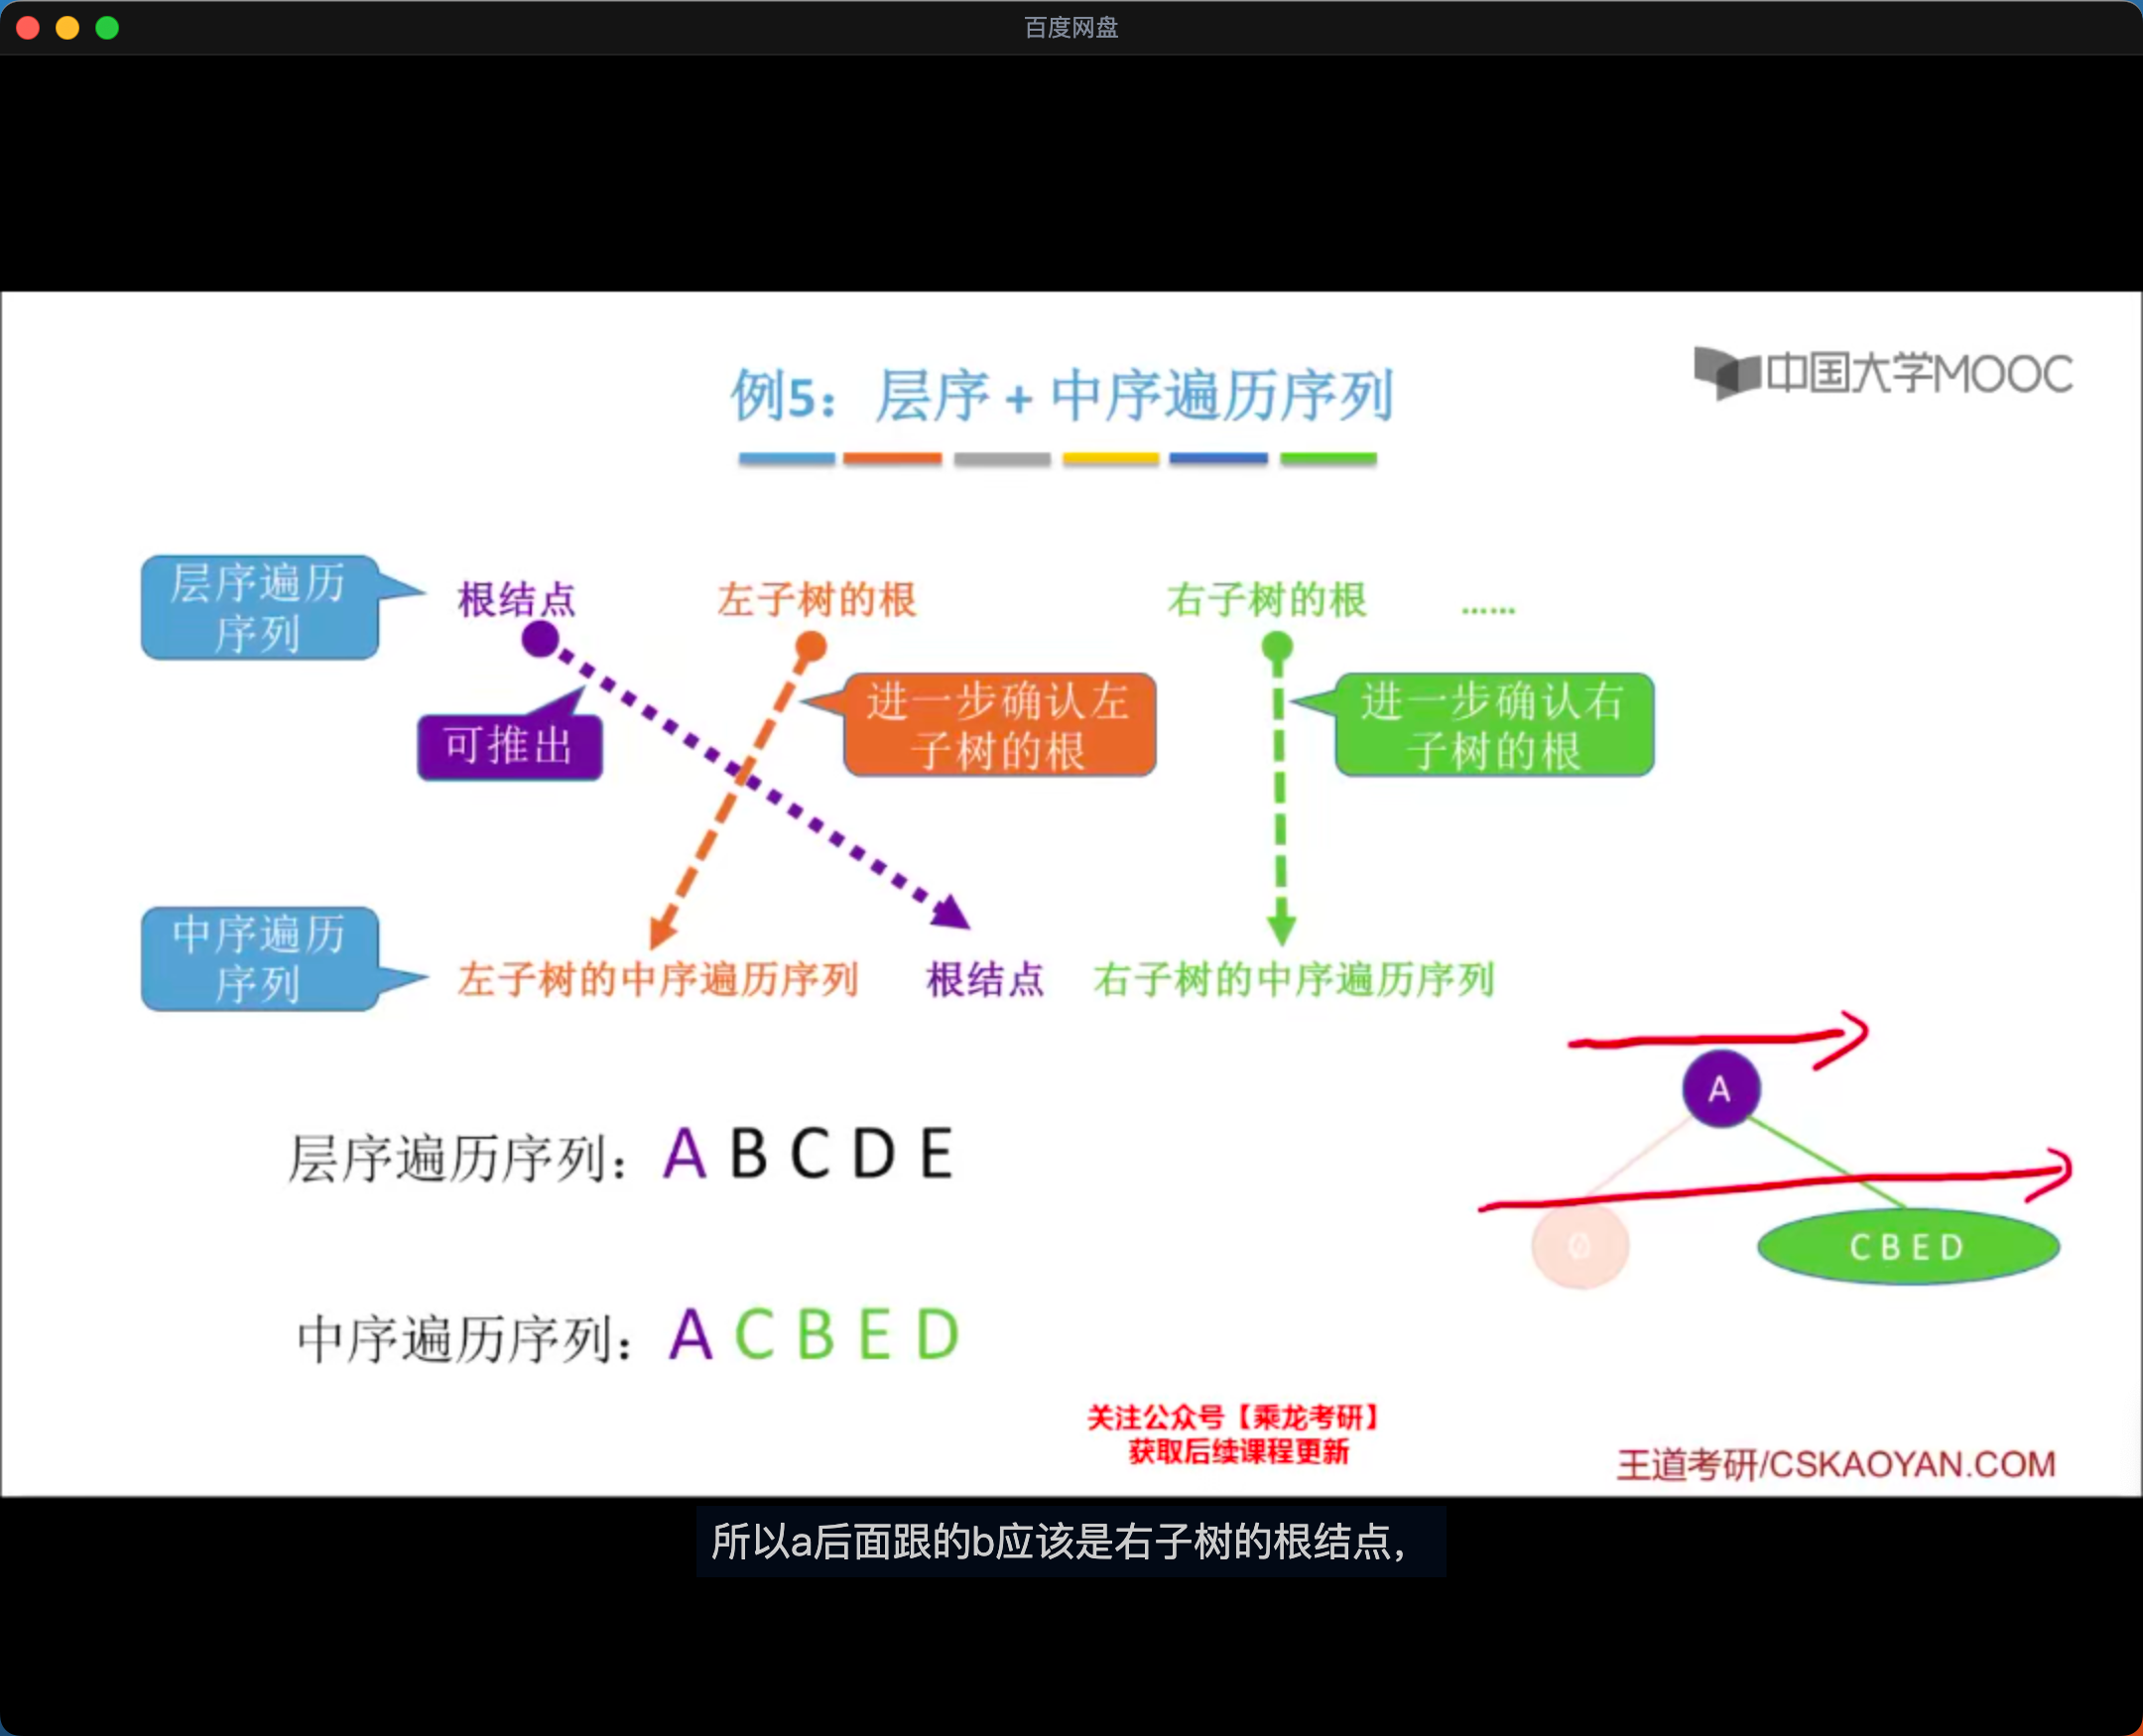 百度网盘
例5：层序 + 中序遍历序列
中国大学MOOC
层序遍历
序列
根结点
左子树的根
右子树的根
......
可推出
进一步确认左
子树的根
进一步确认右
子树的根
中序遍历
序列
左子树的中序遍历序列
根结点
右子树的中序遍历序列
A
Ø
C B E D
层序遍历序列：A B C D E
中序遍历序列：A C B E D
关注公众号【乘龙考研】
获取后续课程更新
王道考研/CSKAOYAN.COM
所以a后面跟的b应该是右子树的根结点，